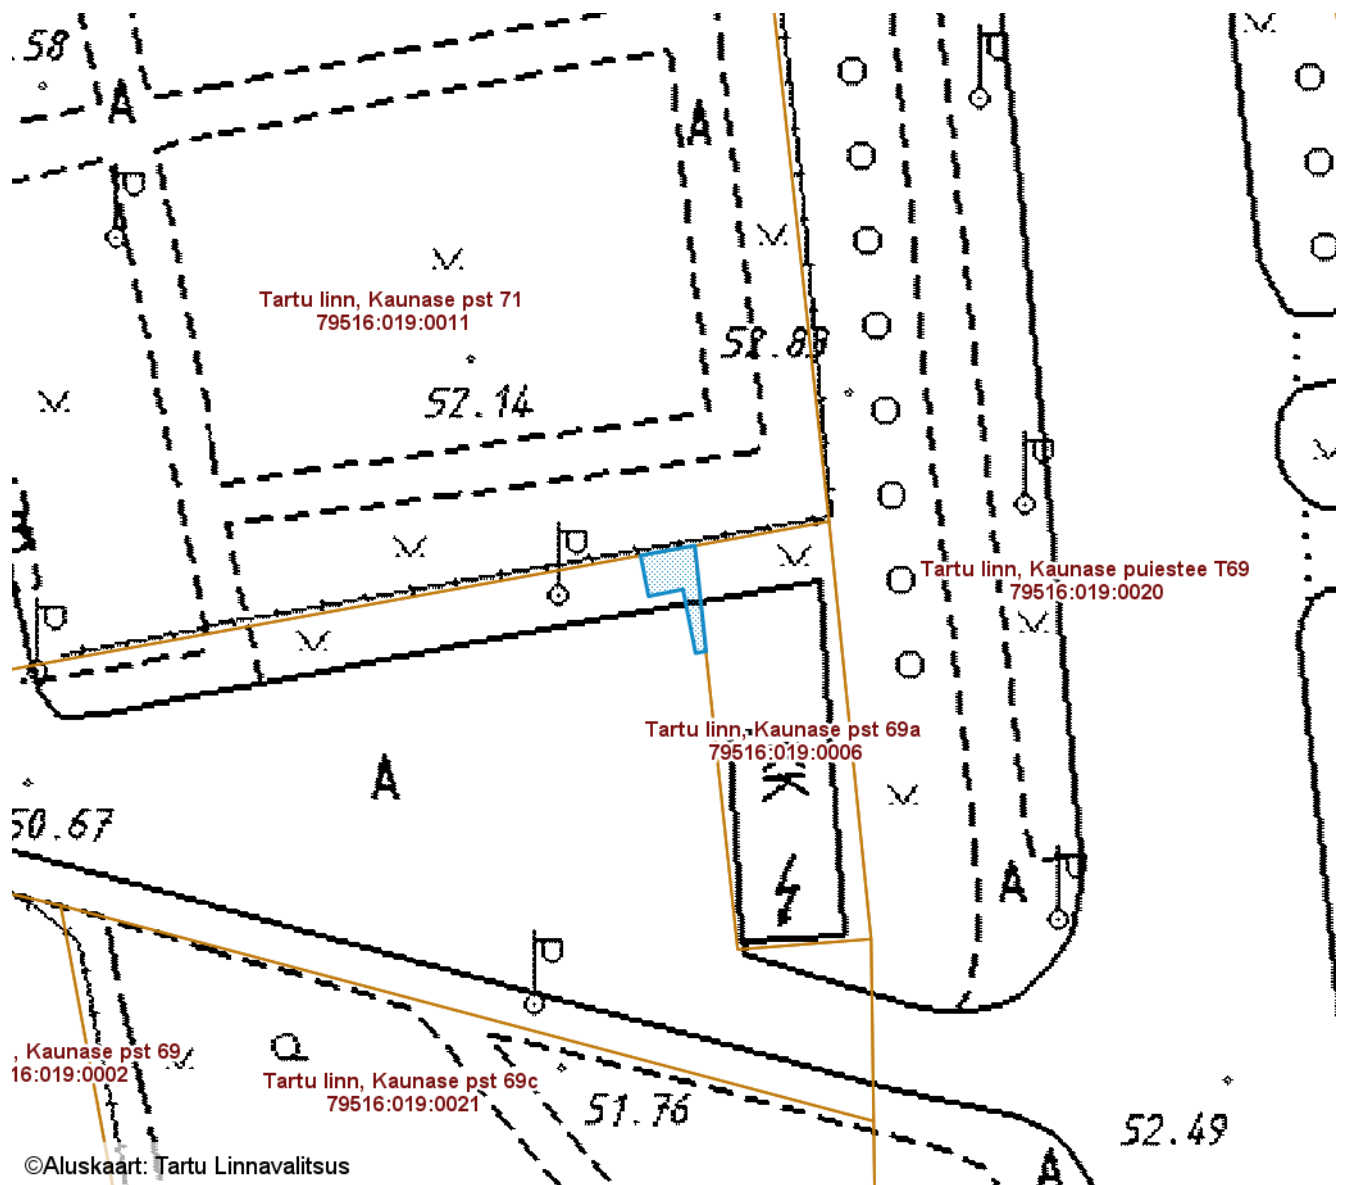 .58
A
A
Tartu linn, Kaunase pst 71
79516:019:0011
52.14
Tartu linn, Kaunase puiestee T69
79516:019:0020
Tartu linn, Kaunase pst 69a
79516:019:0006
A
50.67
A
, Kaunase pst 69
16:019:0002
Tartu linn, Kaunase pst 69c
79516:019:0021
51.76
52.49
A
©Aluskaart: Tartu Linnavalitsus